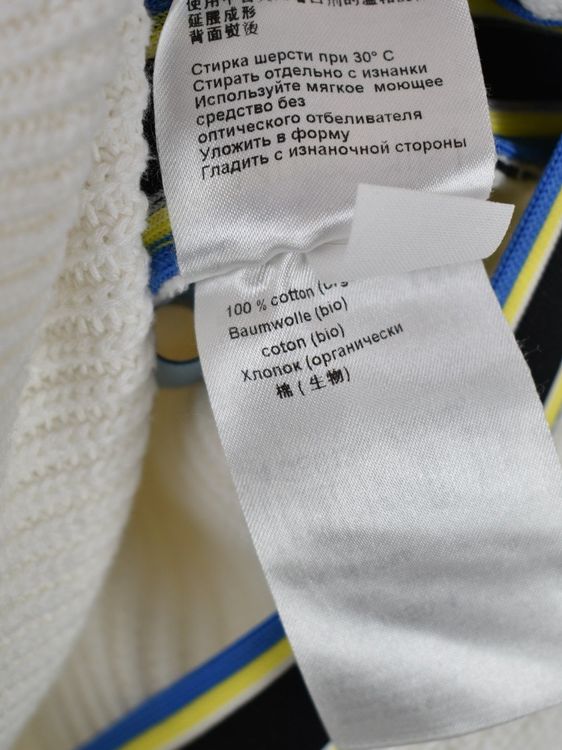 延展成形
背面熨後
Стирка шерсти при 30° C
Стирать отдельно с изнанки
Используйте мягкое моющее
средство без
оптического отбеливателя
Уложить в форму
Гладить с изнаночной стороны
100 % cotton
Baumwolle (bio)
coton (bio)
Хлопок (органически
棉 (生物)